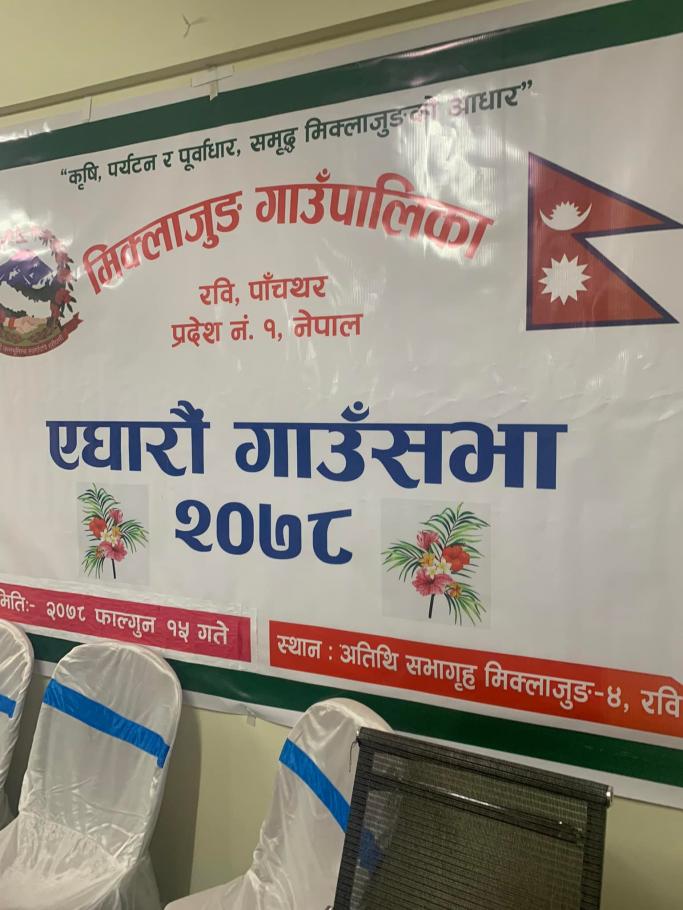 “कृषि, पर्यटन र पूर्वाधार, समृद्ध मिक्लाजुङको आधार”
मिक्लाजुङ गाउँपालिका
रवि, पाँचथर
प्रदेश नं. १, नेपाल
एघारौं गाउँसभा
२०७८
मिति:- २०७८ फाल्गुन १५ गते
स्थान : अतिथि सभागृह मिक्लाजुङ-४, रवि